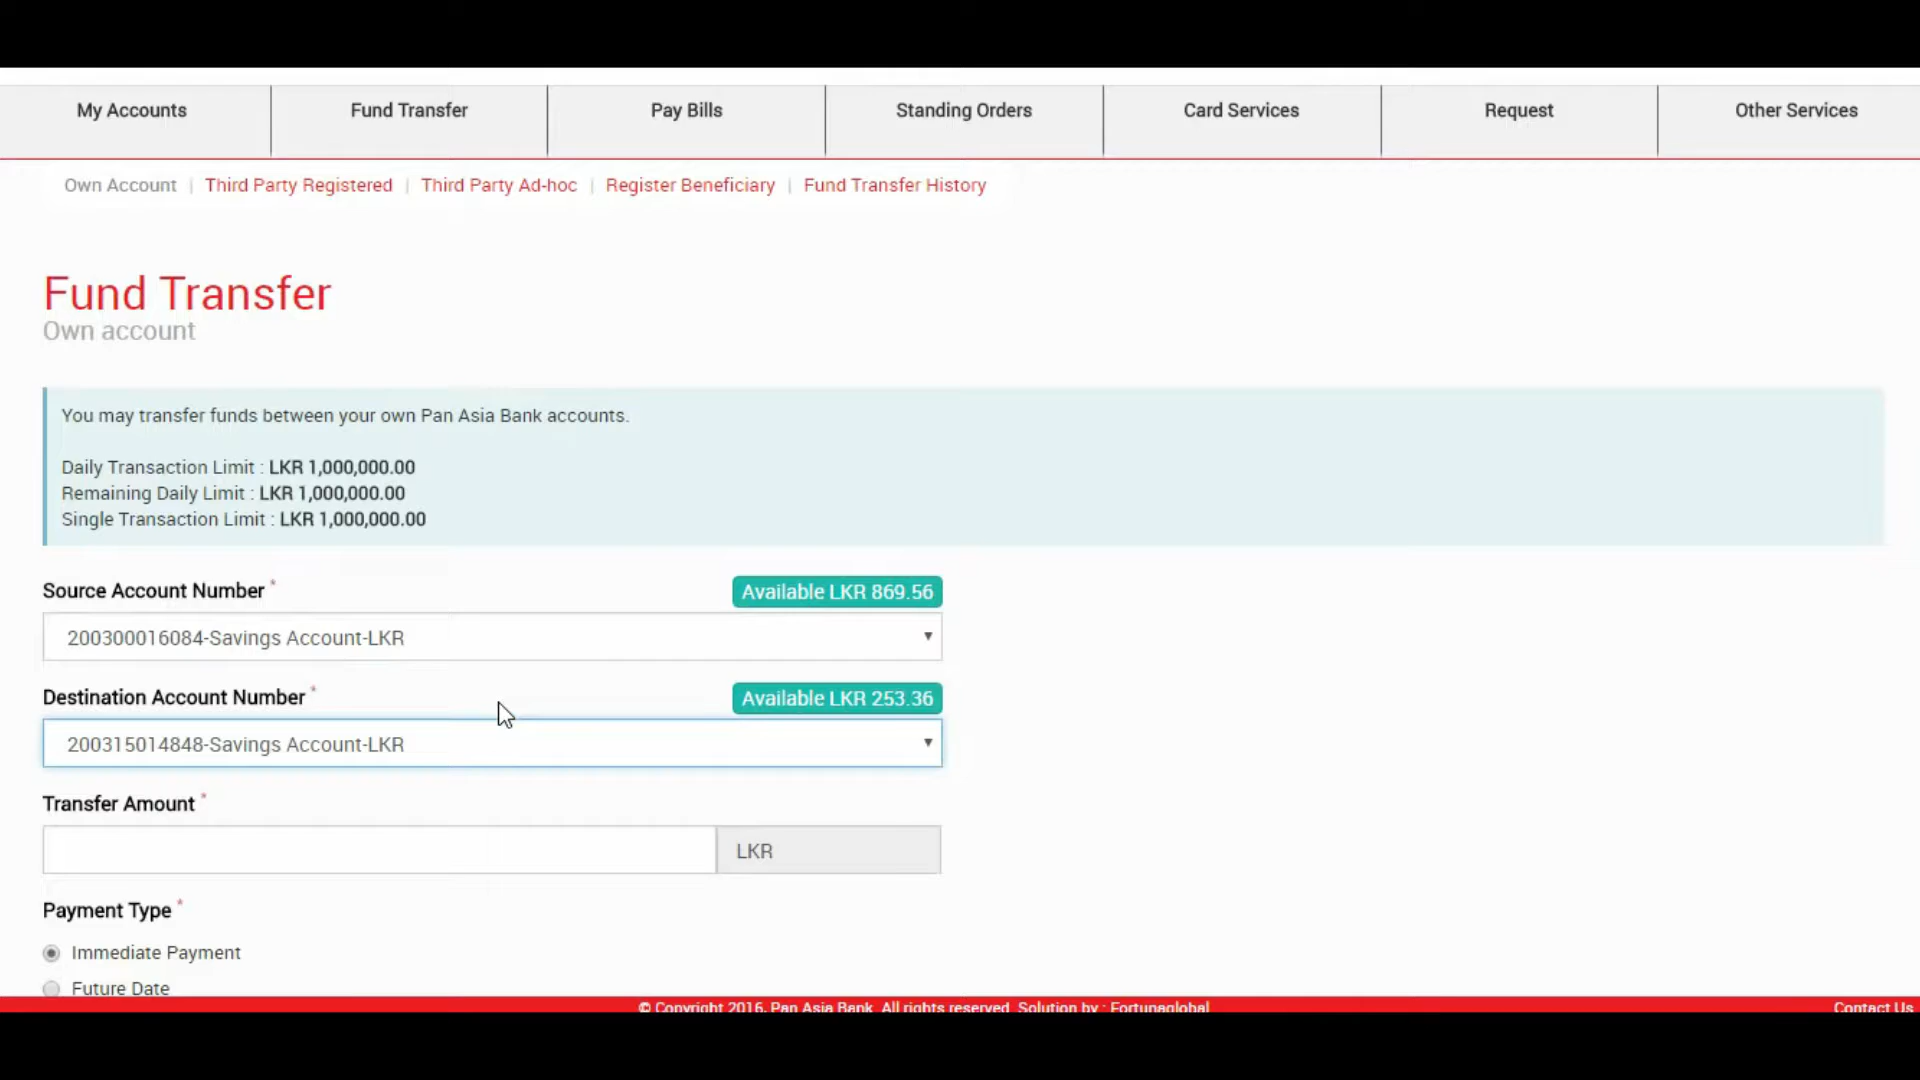 My Accounts
Fund Transfer
Pay Bills
Standing Orders
Card Services
Request
Other Services
Own Account | Third Party Registered | Third Party Ad-hoc | Register Beneficiary | Fund Transfer History
Fund Transfer
Own account
You may transfer funds between your own Pan Asia Bank accounts.
Daily Transaction Limit : LKR 1,000,000.00
Remaining Daily Limit : LKR 1,000,000.00
Single Transaction Limit : LKR 1,000,000.00
Source Account Number *
Available LKR 869.56
200300016084-Savings Account-LKR
Destination Account Number *
Available LKR 253.36
200315014848-Savings Account-LKR
Transfer Amount *
LKR
Payment Type *
Immediate Payment
Future Date
© Copyright 2016, Pan Asia Bank. All rights reserved. Solution by : Fortunaglobal
Contact Us